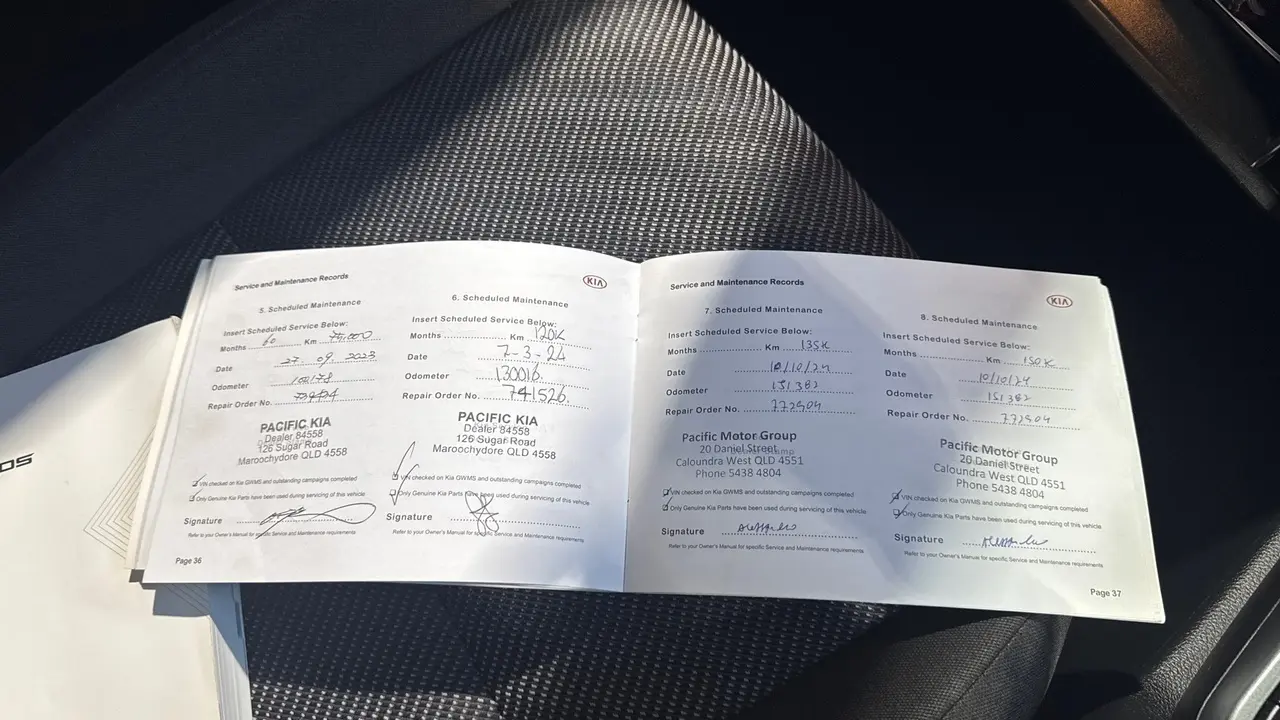 Service and Maintenance Records
KIA
5. Scheduled Maintenance
Insert Scheduled Service Below:
Months 60 Km 75,000
Date 27 09 2023
Odometer
Repair Order No.
PACIFIC KIA
Dealer 84558
126 Sugar Road
Maroochydore QLD 4558
VIN checked on Kia GWMS and outstanding campaigns completed
Only Genuine Kia Parts have been used during servicing of this vehicle
Signature
Refer to your Owner's Manual for specific Service and Maintenance requirements
Page 36
6. Scheduled Maintenance
Insert Scheduled Service Below:
Months Km 120K
Date 7-3-24
Odometer 130016
Repair Order No. 741526
PACIFIC KIA
Dealer 84558
126 Sugar Road
Maroochydore QLD 4558
VIN checked on Kia GWMS and outstanding campaigns completed
Only Genuine Kia Parts have been used during servicing of this vehicle
Signature
Refer to your Owner's Manual for specific Service and Maintenance requirements
Service and Maintenance Records
KIA
7. Scheduled Maintenance
Insert Scheduled Service Below:
Months Km 135K
Date 10/10/24
Odometer 151382
Repair Order No. 772504
Pacific Motor Group
20 Daniel Street
Caloundra West QLD 4551
Phone 5438 4804
VIN checked on Kia GWMS and outstanding campaigns completed
Only Genuine Kia Parts have been used during servicing of this vehicle
Signature
Refer to your Owner's Manual for specific Service and Maintenance requirements
8. Scheduled Maintenance
Insert Scheduled Service Below:
Months Km 150K
Date 10/10/24
Odometer 151382
Repair Order No. 772504
Pacific Motor Group
20 Daniel Street
Caloundra West QLD 4551
Phone 5438 4804
VIN checked on Kia GWMS and outstanding campaigns completed
Only Genuine Kia Parts have been used during servicing of this vehicle
Signature
Refer to your Owner's Manual for specific Service and Maintenance requirements
Page 37